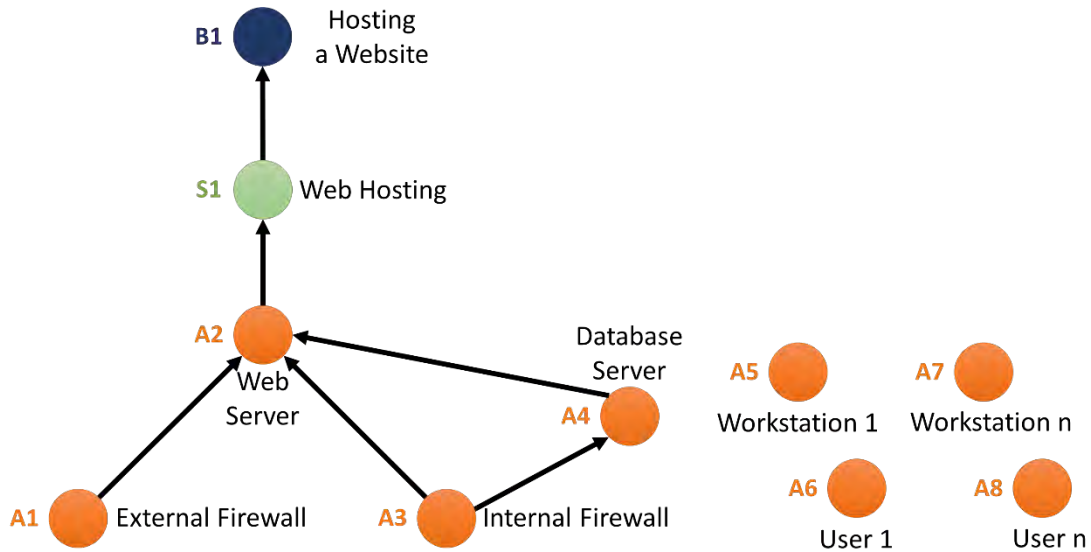 B1
Hosting
a Website
S1
Web Hosting
A2
Web
Server
Database
Server
A4
A5
Workstation 1
A7
Workstation n
A1
External Firewall
A3
Internal Firewall
A6
User 1
A8
User n